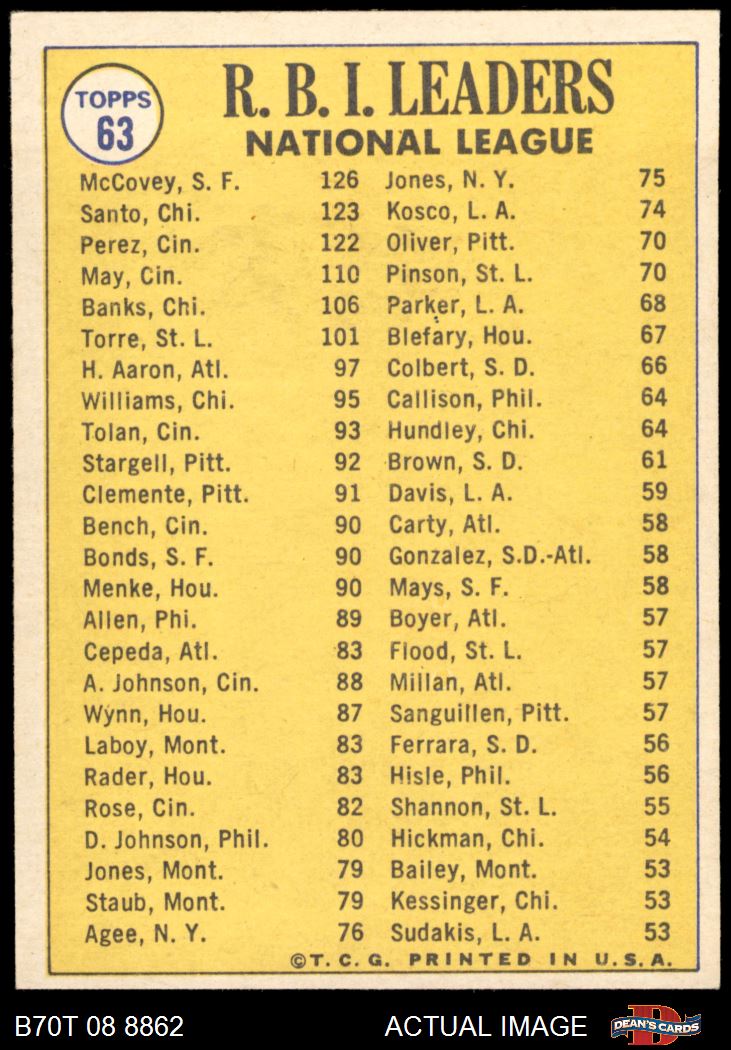 TOPPS
63
R. B. I. LEADERS
NATIONAL LEAGUE
McCovey, S. F. 126
Santo, Chi. 123
Perez, Cin. 122
May, Cin. 110
Banks, Chi. 106
Torre, St. L. 101
H. Aaron, Atl. 97
Williams, Chi. 95
Tolan, Cin. 93
Stargell, Pitt. 92
Clemente, Pitt. 91
Bench, Cin. 90
Bonds, S. F. 90
Menke, Hou. 90
Allen, Phi. 89
Cepeda, Atl. 83
A. Johnson, Cin. 88
Wynn, Hou. 87
Laboy, Mont. 83
Rader, Hou. 83
Rose, Cin. 82
D. Johnson, Phil. 80
Jones, Mont. 79
Staub, Mont. 79
Agee, N. Y. 76
Jones, N. Y. 75
Kosco, L. A. 74
Oliver, Pitt. 70
Pinson, St. L. 70
Parker, L. A. 68
Blefary, Hou. 67
Colbert, S. D. 66
Callison, Phil. 64
Hundley, Chi. 64
Brown, S. D. 61
Davis, L. A. 59
Carty, Atl. 58
Gonzalez, S.D.-Atl. 58
Mays, S. F. 58
Boyer, Atl. 57
Flood, St. L. 57
Millan, Atl. 57
Sanguillen, Pitt. 57
Ferrara, S. D. 56
Hisle, Phil. 56
Shannon, St. L. 55
Hickman, Chi. 54
Bailey, Mont. 53
Kessinger, Chi. 53
Sudakis, L. A. 53
©T. C. G. PRINTED IN U.S.A.
B70T 08 8862
ACTUAL IMAGE
DEAN'S CARDS